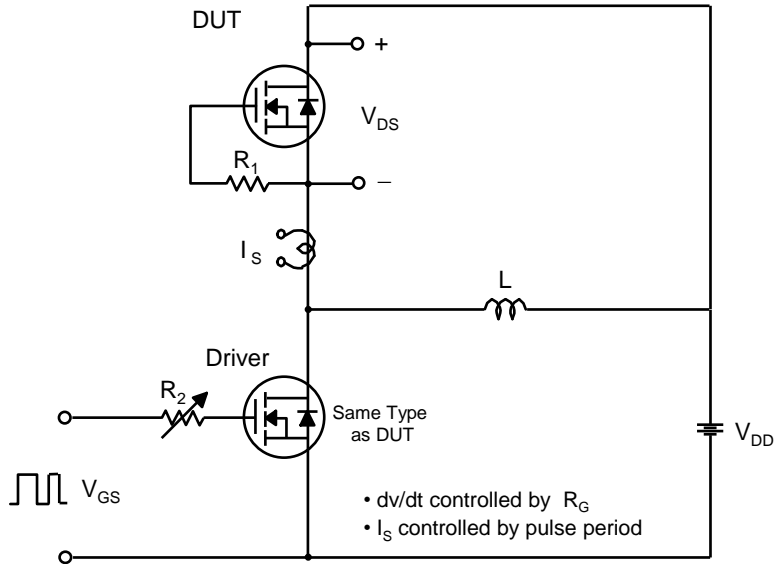 DUT
+
V_DS
R_1
–
I_S
L
Driver
R_2
Same Type
as DUT
V_DD
V_GS
• dv/dt controlled by R_G
• I_S controlled by pulse period